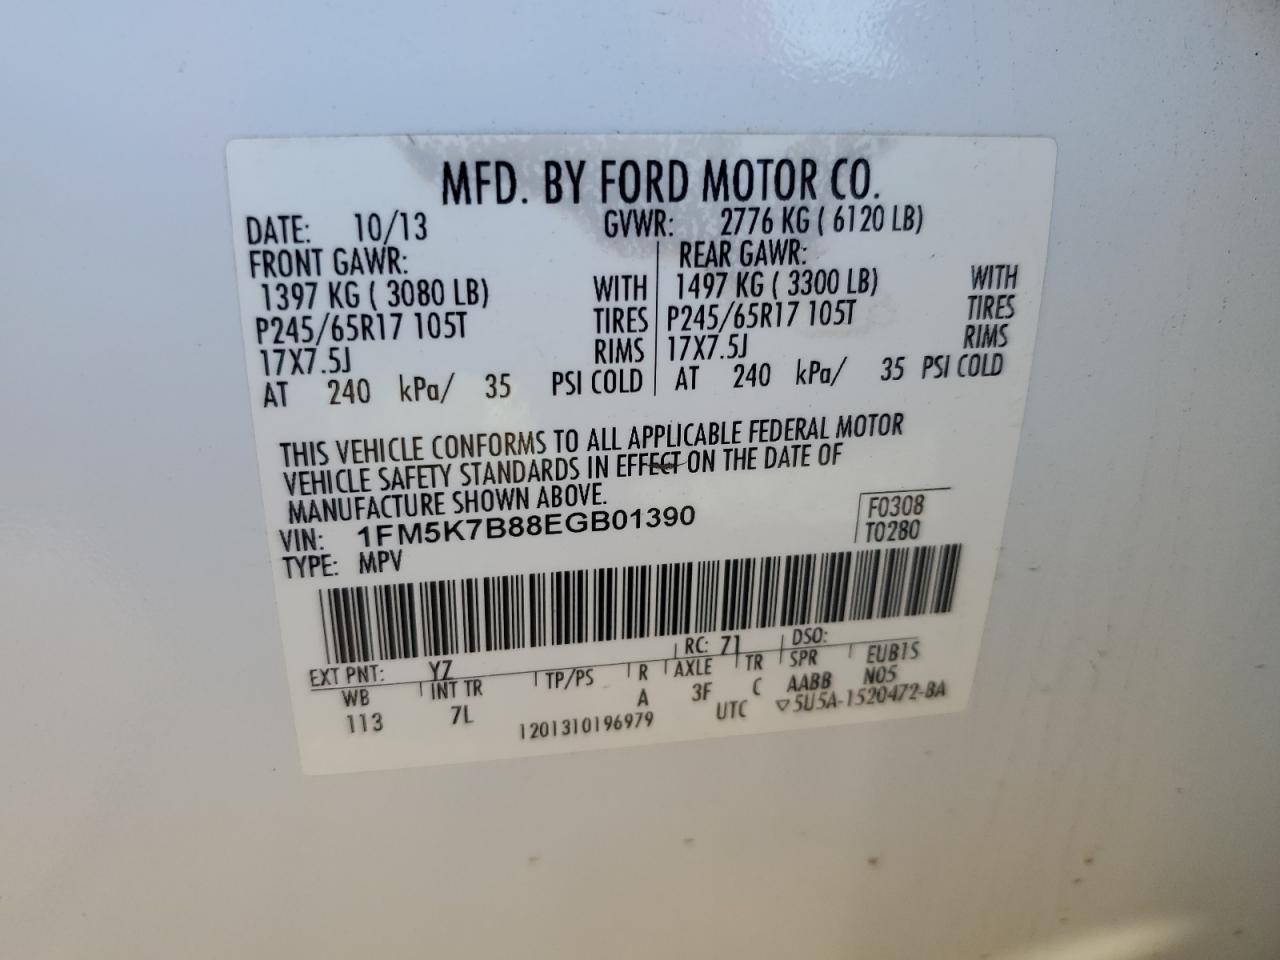 MFD. BY FORD MOTOR CO.
DATE: 10/13 GVWR: 2776 KG ( 6120 LB)
FRONT GAWR: REAR GAWR:
1397 KG ( 3080 LB) WITH 1497 KG ( 3300 LB) WITH
P245/65R17 105T TIRES P245/65R17 105T TIRES
17X7.5J RIMS 17X7.5J RIMS
AT 240 kPa/ 35 PSI COLD AT 240 kPa/ 35 PSI COLD
THIS VEHICLE CONFORMS TO ALL APPLICABLE FEDERAL MOTOR
VEHICLE SAFETY STANDARDS IN EFFECT ON THE DATE OF
MANUFACTURE SHOWN ABOVE.
VIN: 1FM5K7B88EGB01390 F0308
TYPE: MPV T0280
EXT PNT: YZ RC: 71 DSO:
WB INT TR TP/PS R AXLE TR SPR EUB1S
113 7L A 3F C AABB N05
1201310196979 UTC ▽5U5A-1520472-BA